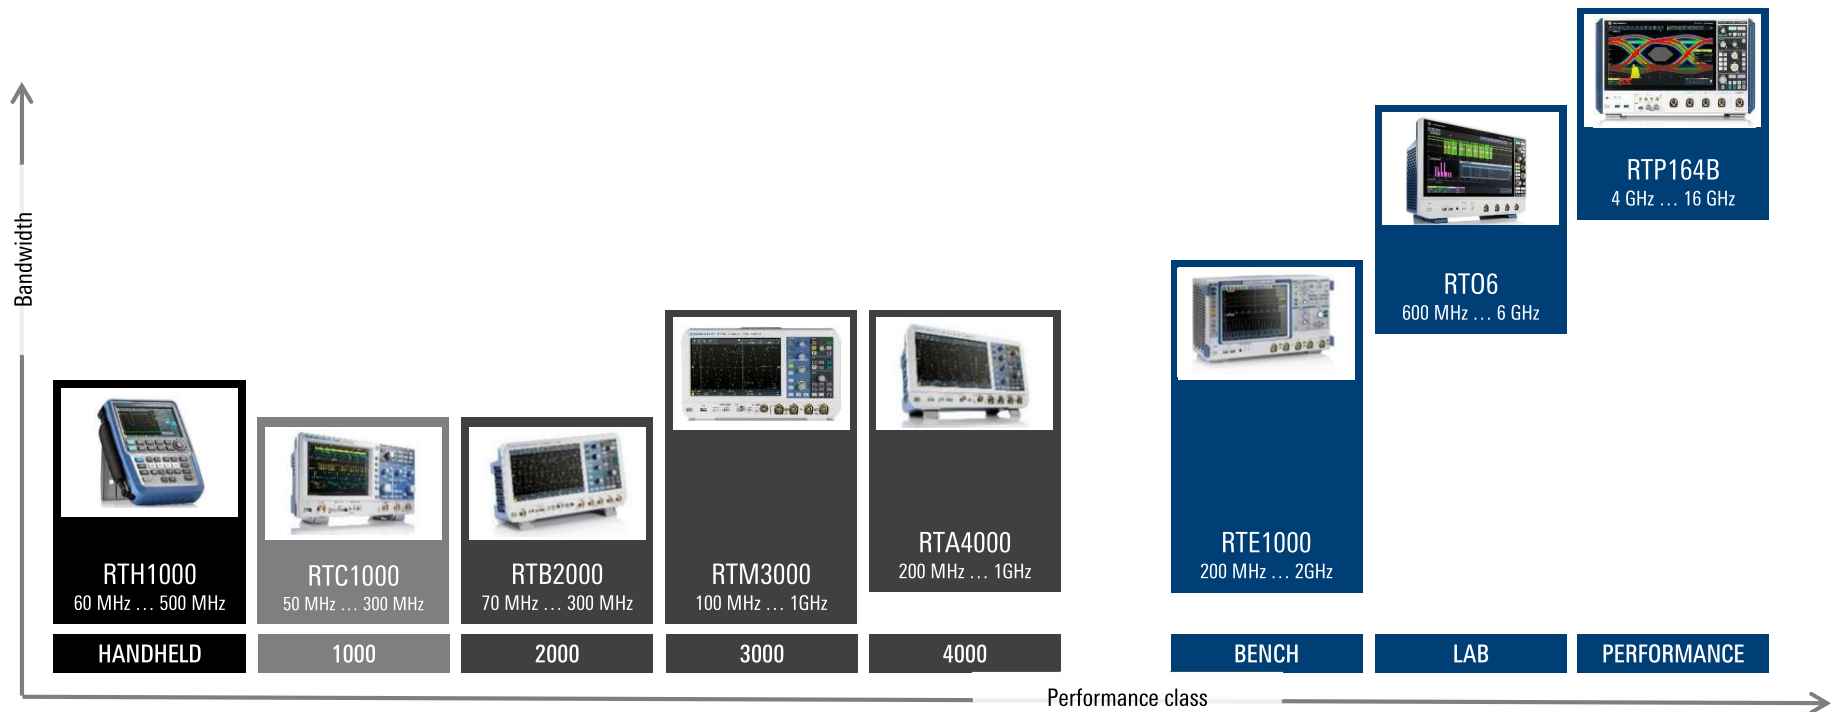 Bandwidth
RTH1000
60 MHz … 500 MHz
HANDHELD
RTC1000
50 MHz … 300 MHz
1000
RTB2000
70 MHz … 300 MHz
2000
RTM3000
100 MHz … 1GHz
3000
RTA4000
200 MHz … 1GHz
4000
RTE1000
200 MHz … 2GHz
BENCH
RTO6
600 MHz … 6 GHz
LAB
RTP164B
4 GHz … 16 GHz
PERFORMANCE
Performance class